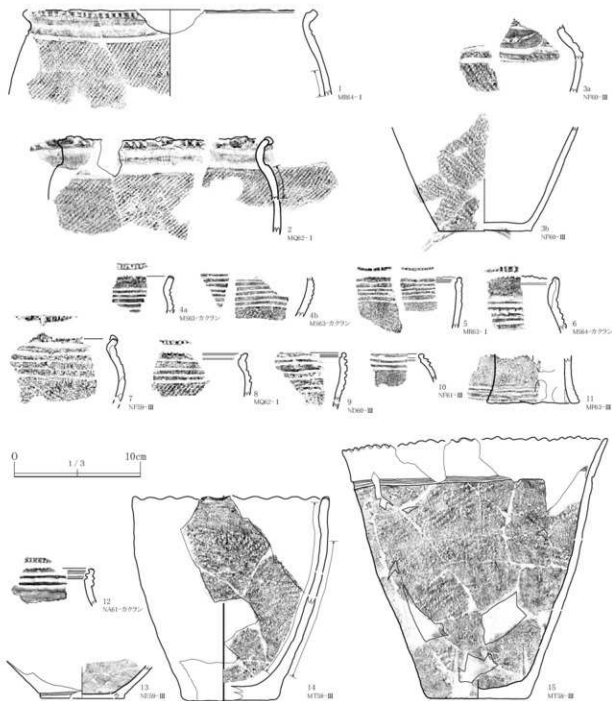 1
MR64-Ⅰ
2
MQ62-Ⅰ
3a
NF60-Ⅲ
3b
NF60-Ⅲ
4a
MS63-カクラン
4b
MS63-カクラン
5
MR63-Ⅰ
6
MS64-カクラン
7
NF59-Ⅲ
8
MQ62-Ⅰ
9
ND60-Ⅲ
10
NF61-Ⅲ
11
MP62-Ⅲ
0 1/3 10cm
12
NA61-カクラン
13
NE59-Ⅲ
14
MT58-Ⅲ
15
MT58-Ⅲ